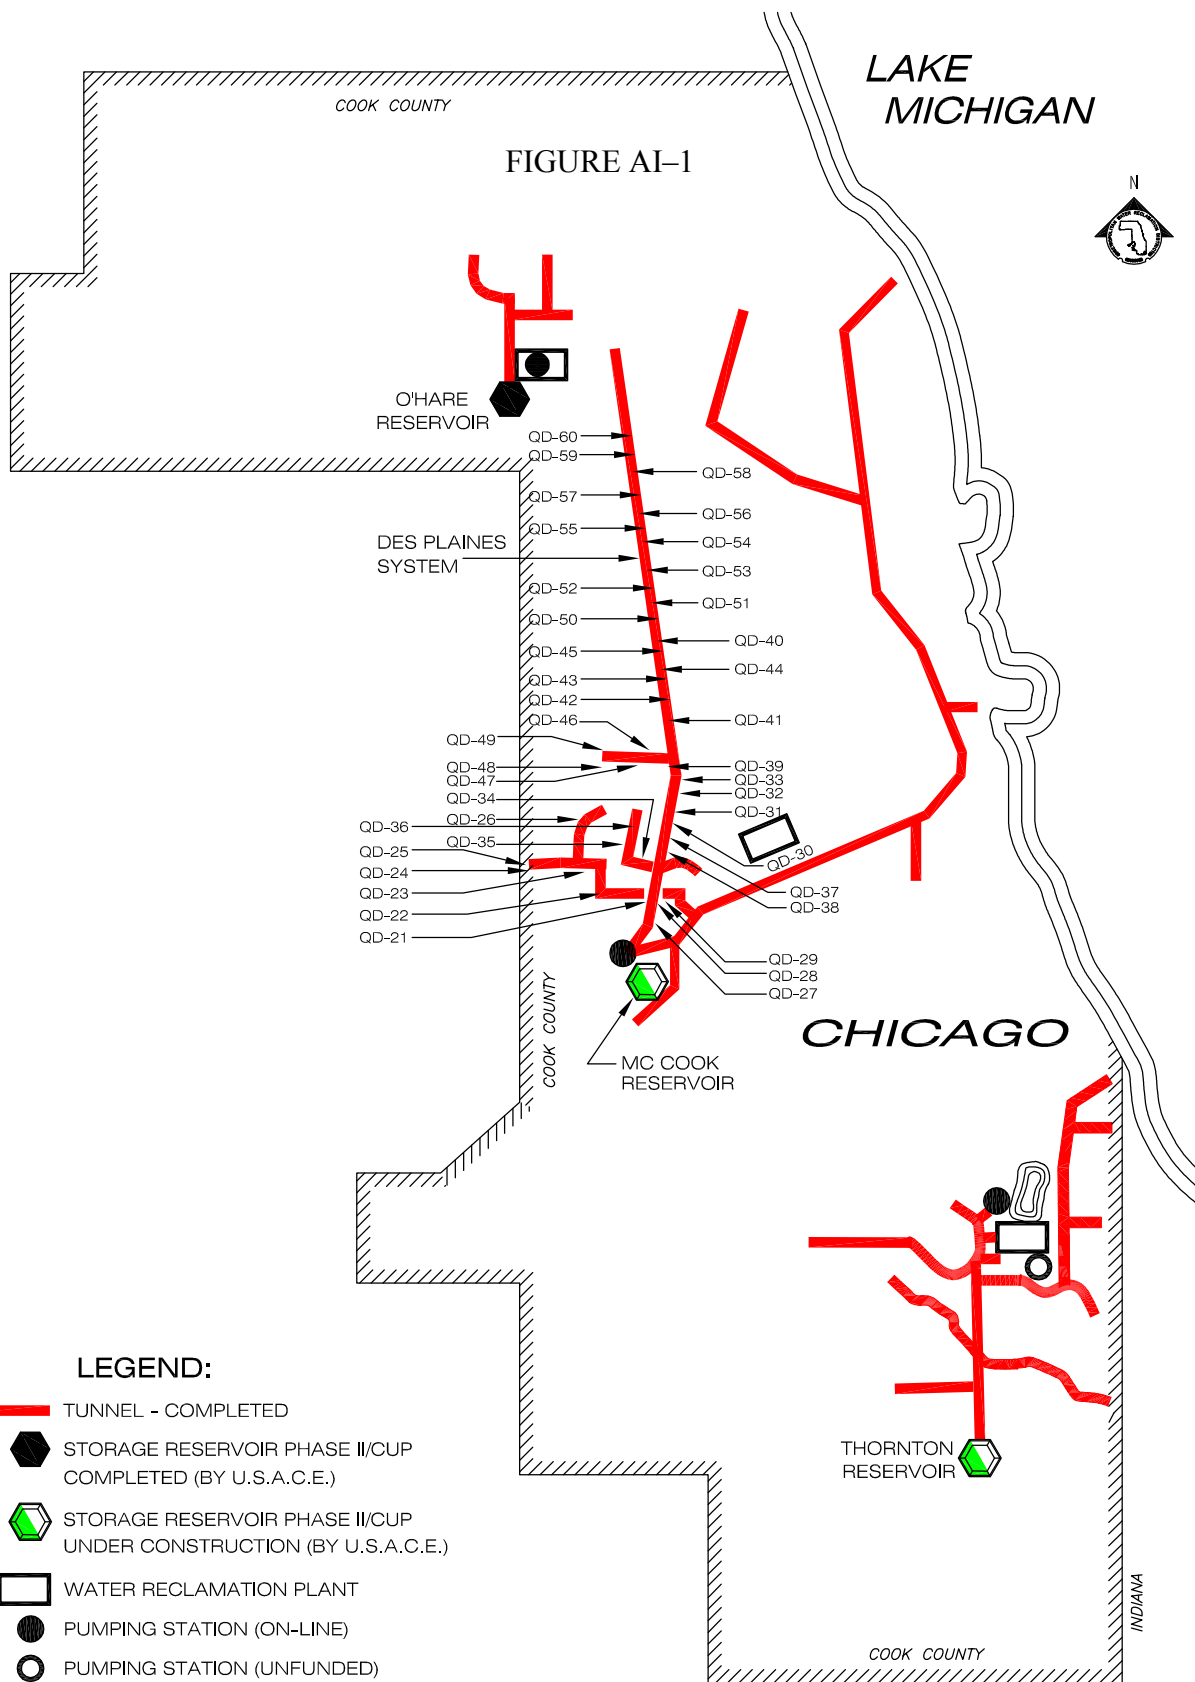 LAKE
MICHIGAN
COOK COUNTY
FIGURE AI–1
N
O'HARE
RESERVOIR
QD-60
QD-59
QD-58
QD-57
QD-56
QD-55
QD-54
DES PLAINES
SYSTEM
QD-53
QD-52
QD-51
QD-50
QD-40
QD-45
QD-44
QD-43
QD-42
QD-46
QD-41
QD-49
QD-48
QD-47
QD-39
QD-33
QD-32
QD-34
QD-31
QD-26
QD-36
QD-35
QD-30
QD-25
QD-24
QD-23
QD-37
QD-22
QD-38
QD-21
QD-29
QD-28
QD-27
COOK COUNTY
CHICAGO
MC COOK
RESERVOIR
THORNTON
RESERVOIR
LEGEND:
TUNNEL - COMPLETED
STORAGE RESERVOIR PHASE II/CUP
COMPLETED (BY U.S.A.C.E.)
STORAGE RESERVOIR PHASE II/CUP
UNDER CONSTRUCTION (BY U.S.A.C.E.)
WATER RECLAMATION PLANT
PUMPING STATION (ON-LINE)
PUMPING STATION (UNFUNDED)
INDIANA
COOK COUNTY